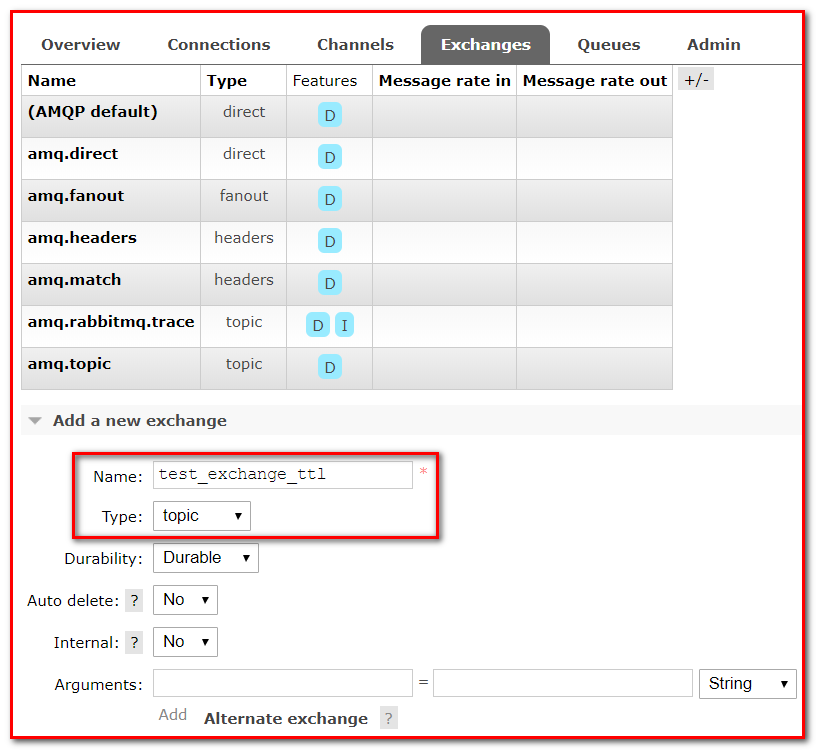 Overview Connections Channels Exchanges Queues Admin
Name Type Features Message rate in Message rate out +/-
(AMQP default) direct D
amq.direct direct D
amq.fanout fanout D
amq.headers headers D
amq.match headers D
amq.rabbitmq.trace topic D I
amq.topic topic D
Add a new exchange
Name: test_exchange_ttl *
Type: topic
Durability: Durable
Auto delete: ? No
Internal: ? No
Arguments: = String
Add Alternate exchange ?